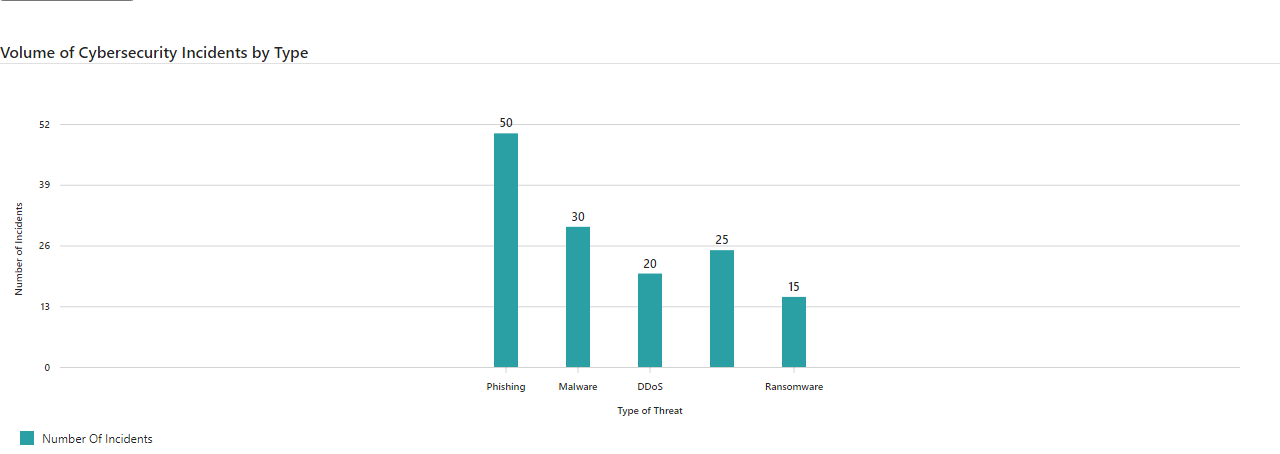 Volume of Cybersecurity Incidents by Type
52
39
26
13
0
Number of Incidents
50
30
20
25
15
Phishing Malware DDoS Ransomware
Type of Threat
Number Of Incidents